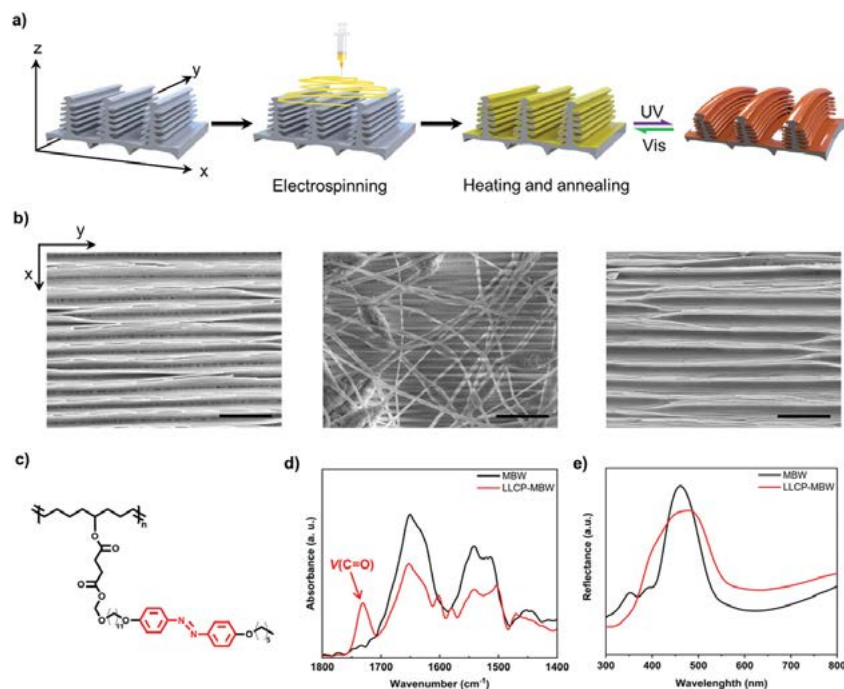 a)
z
y
x
Electrospinning
Heating and annealing
UV
Vis
b)
y
x
c)
n
O
O
O
O
O
11
O
N
N
O
5
d)
MBW
LLCP-MBW
V(C=O)
Absorbance (a. u.)
1800 1700 1600 1500 1400
Wavenumber (cm-1)
e)
MBW
LLCP-MBW
Reflectance (a.u.)
300 400 500 600 700 800
Wavelenghth (nm)